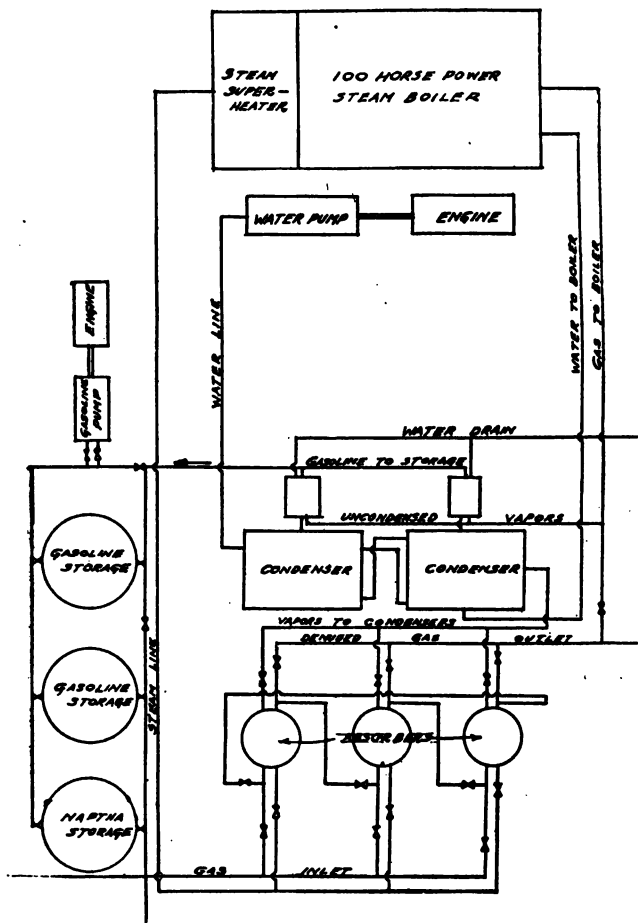 STEAM
SUPER-
HEATER
100 HORSE POWER
STEAM BOILER
WATER PUMP
ENGINE
ENGINE
GASOLINE
PUMP
WATER LINE
WATER TO BOILER
GAS TO BOILER
WATER DRAIN
GASOLINE TO STORAGE
UNCONDENSED VAPORS
GASOLINE
STORAGE
CONDENSER
CONDENSER
VAPORS TO CONDENSERS
DENUDED GAS OUTLET
GASOLINE
STORAGE
STEAM LINE
ABSORBERS
NAPTHA
STORAGE
GAS INLET